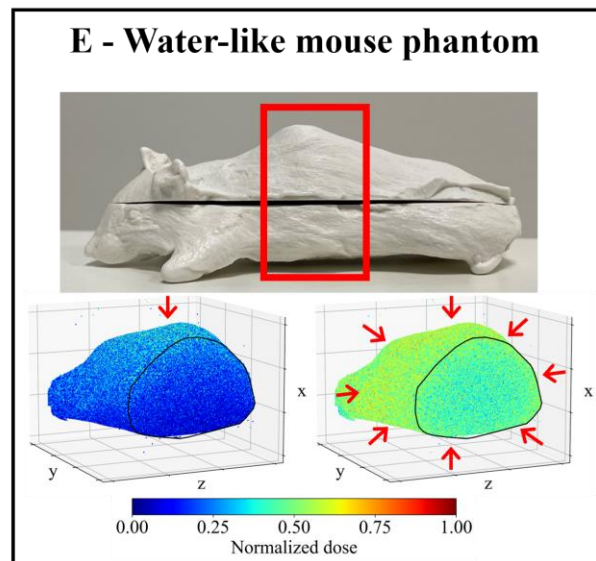 E - Water-like mouse phantom
x
y
z
x
y
z
0.00 0.25 0.50 0.75 1.00
Normalized dose